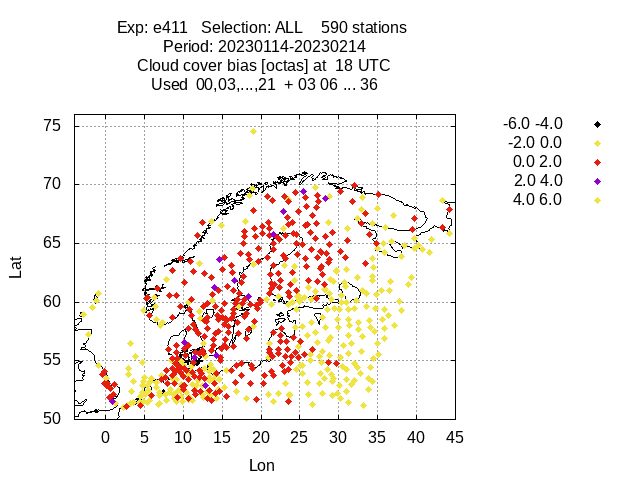 Exp: e411 Selection: ALL 590 stations
Period: 20230114-20230214
Cloud cover bias [octas] at 18 UTC
Used 00,03,...,21 + 03 06 ... 36
-6.0 -4.0
-2.0 0.0
0.0 2.0
2.0 4.0
4.0 6.0
75
70
65
60
55
50
Lat
0 5 10 15 20 25 30 35 40 45
Lon